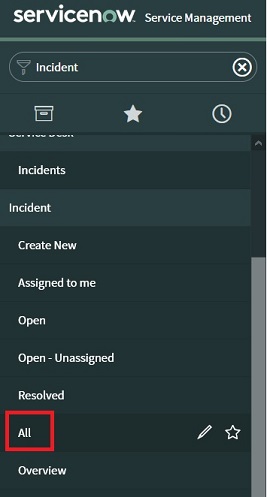 servicenow Service Management
Incident
Service Desk
Incidents
Incident
Create New
Assigned to me
Open
Open - Unassigned
Resolved
All
Overview